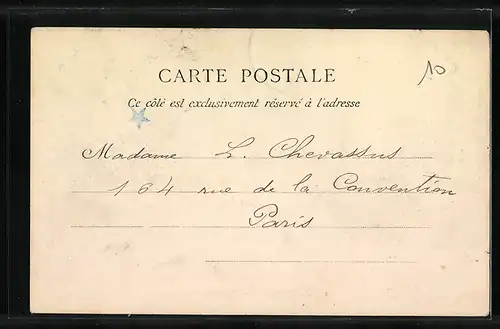 10
CARTE POSTALE
Ce côté est exclusivement réservé à l'adresse
Madame L. Chevassus
164 rue de la Convention
Paris